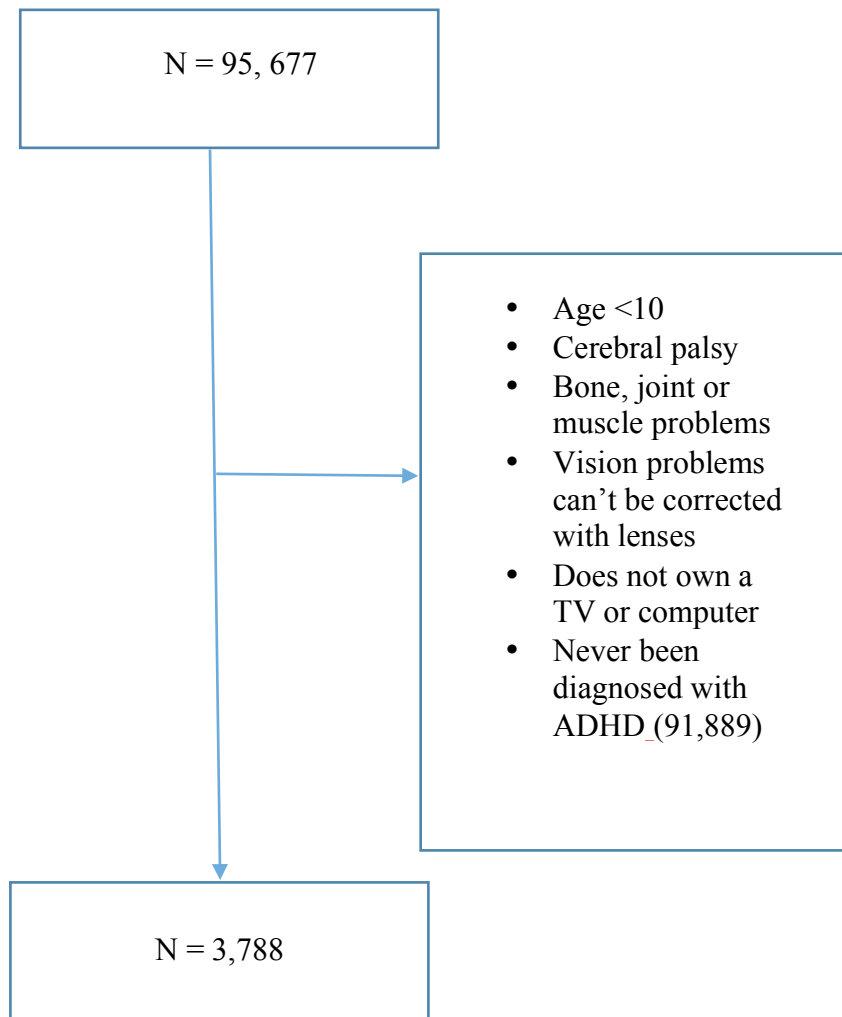 N = 95, 677
• Age <10
• Cerebral palsy
• Bone, joint or
muscle problems
• Vision problems
can’t be corrected
with lenses
• Does not own a
TV or computer
• Never been
diagnosed with
ADHD (91,889)
N = 3,788